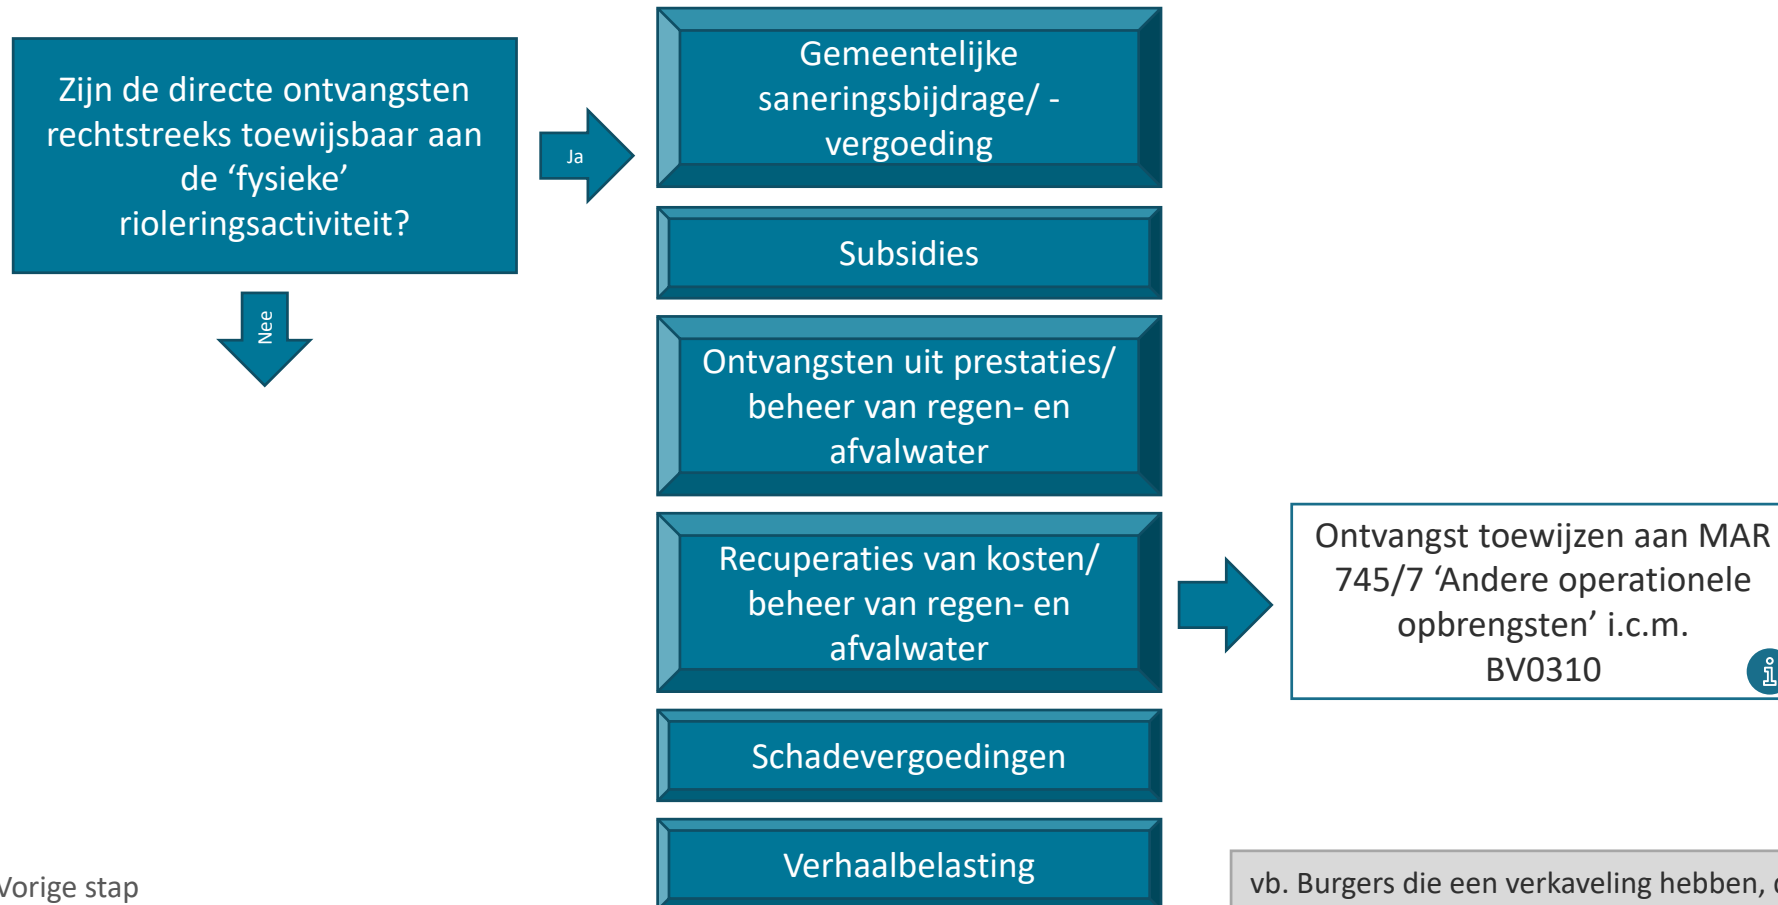 Zijn de directe ontvangsten
rechtstreeks toewijsbaar aan
de ‘fysieke’
rioleringsactiviteit?
Ja
Nee
Gemeentelijke
saneringsbijdrage/ -
vergoeding
Subsidies
Ontvangsten uit prestaties/
beheer van regen- en
afvalwater
Recuperaties van kosten/
beheer van regen- en
afvalwater
Ontvangst toewijzen aan MAR
745/7 ‘Andere operationele
opbrengsten’ i.c.m.
BV0310
Schadevergoedingen
Verhaalbelasting
Vorige stap
vb. Burgers die een verkaveling hebben,